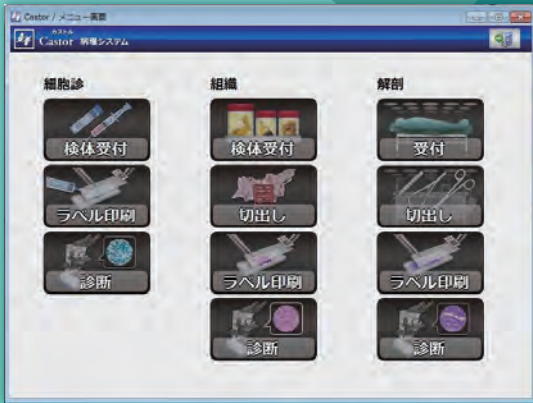 Castor / メニュー画面
カストル
Castor 病理システム
細胞診
検体受付
ラベル印刷
診断
組織
検体受付
切出し
ラベル印刷
診断
解剖
受付
切出し
ラベル印刷
診断